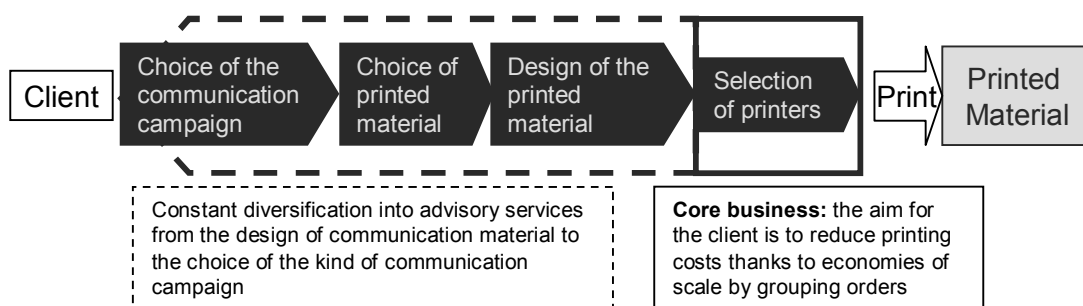 Client
Choice of the
communication
campaign
Choice of
printed
material
Design of the
printed
material
Selection
of printers
Print
Printed
Material
Constant diversification into advisory services
from the design of communication material to
the choice of the kind of communication
campaign
Core business: the aim for
the client is to reduce printing
costs thanks to economies of
scale by grouping orders